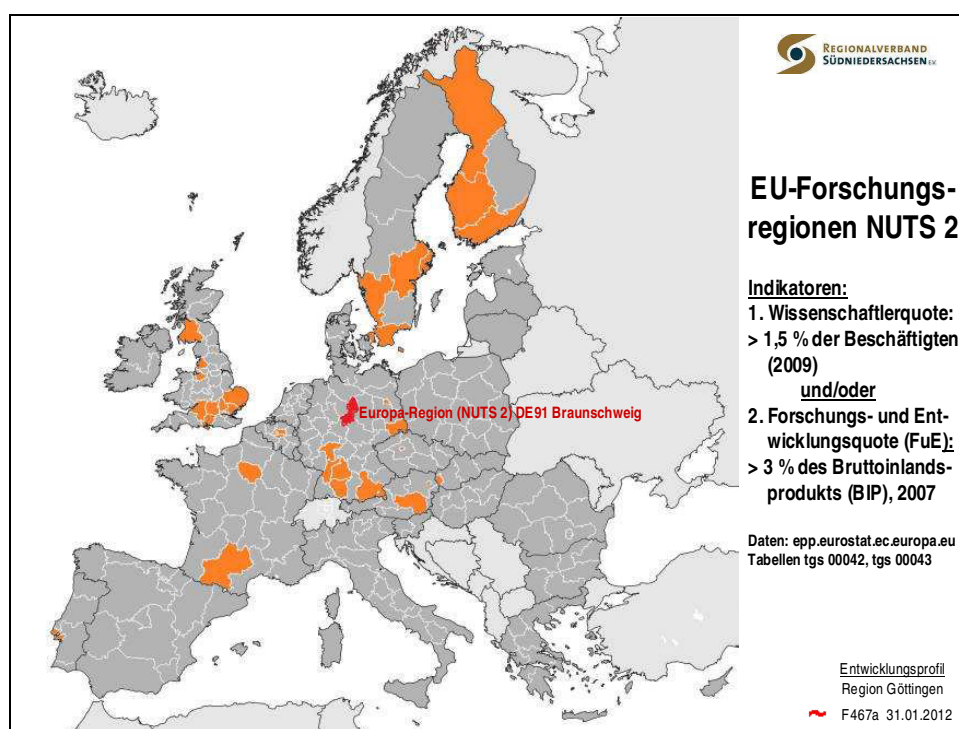 REGIONALVERBAND
SÜDNIEDERSACHSEN E.V.
EU-Forschungs-
regionen NUTS 2
Indikatoren:
1. Wissenschaftlerquote:
> 1,5 % der Beschäftigten
(2009)
und/oder
2. Forschungs- und Ent-
wicklungsquote (FuE):
> 3 % des Bruttoinlands-
produkts (BIP), 2007
Daten: epp.eurostat.ec.europa.eu
Tabellen tgs 00042, tgs 00043
Europa-Region (NUTS 2) DE91 Braunschweig
Entwicklungsprofil
Region Göttingen
F467a 31.01.2012